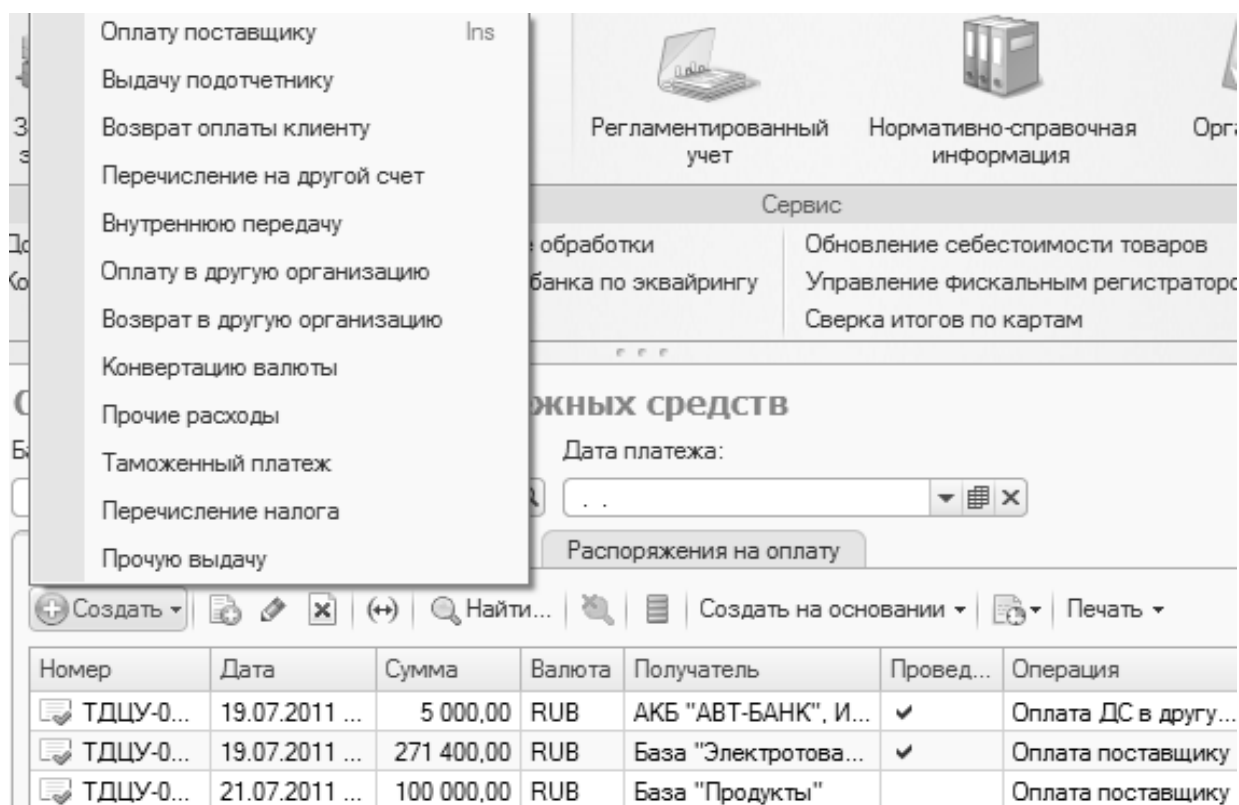 Оплату поставщику Ins
Выдачу подотчетнику
Возврат оплаты клиенту
Перечисление на другой счет
Внутреннюю передачу
Оплату в другую организацию
Возврат в другую организацию
Конвертацию валюты
Прочие расходы
Таможенный платеж
Перечисление налога
Прочую выдачу
Регламентированный
учет
Нормативно-справочная
информация
Сервис
обработки
банка по эквайрингу
Обновление себестоимости товаров
Управление фискальным регистраторо
Сверка итогов по картам
жных средств
Дата платежа:
. .
Распоряжения на оплату
Создать Найти... Создать на основании Печать
Номер Дата Сумма Валюта Получатель Провед... Операция
ТДЦУ-0... 19.07.2011 ... 5 000,00 RUB АКБ "АВТ-БАНК", И... Оплата ДС в другу...
ТДЦУ-0... 19.07.2011 ... 271 400,00 RUB База "Электротова... Оплата поставщику
ТДЦУ-0... 21.07.2011 ... 100 000,00 RUB База "Продукты" Оплата поставщику